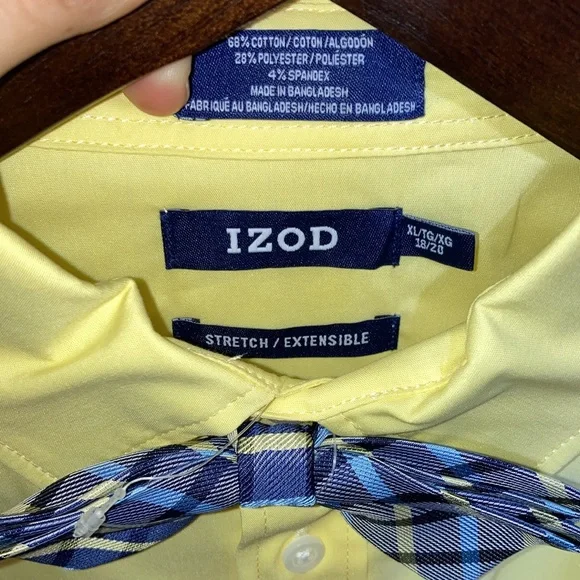 68% COTTON / COTON / ALGODÓN
28% POLYESTER / POLIÉSTER
4% SPANDEX
MADE IN BANGLADESH
FABRIQUÉ AU BANGLADESH/HECHO EN BANGLADESH
IZOD
XL/TG/XG
18/20
STRETCH / EXTENSIBLE